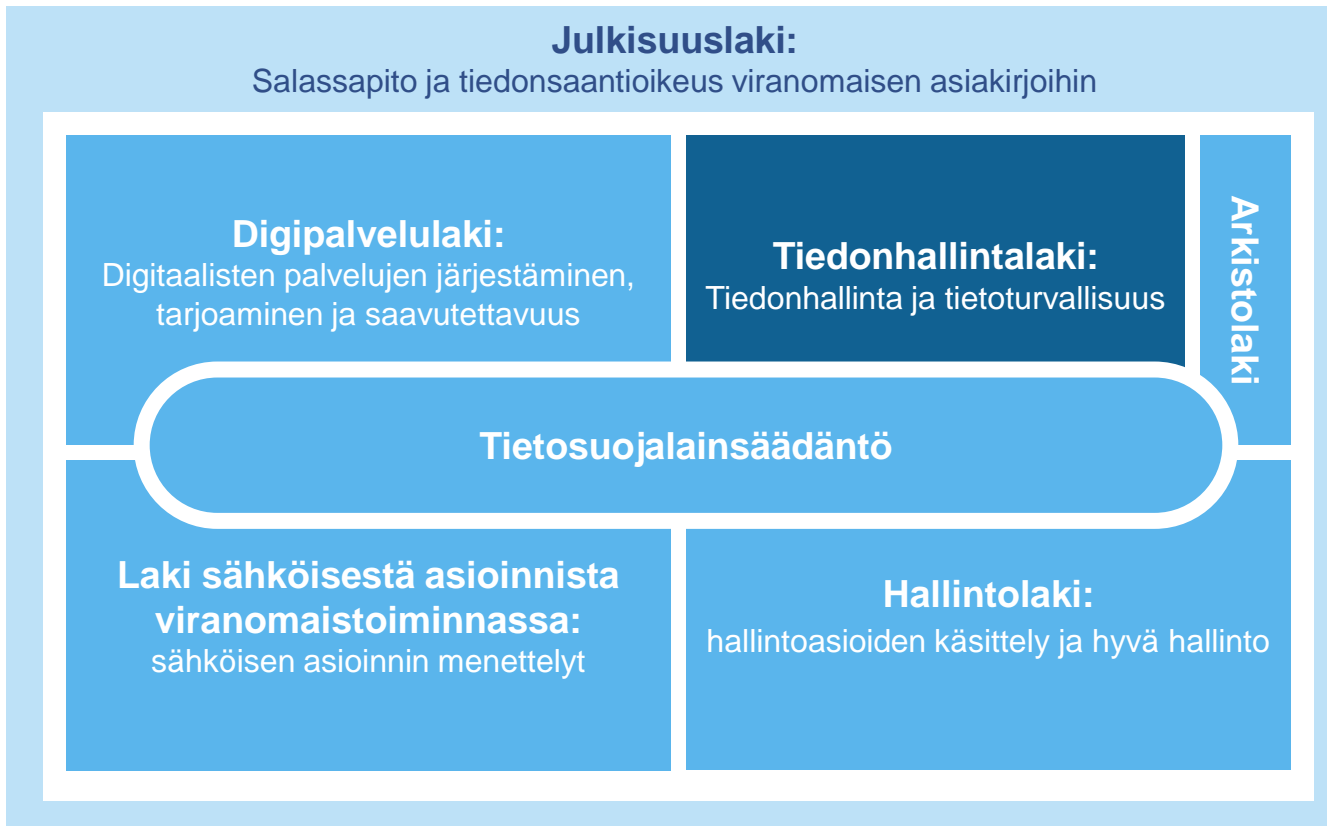 Julkisuuslaki:
Salassapito ja tiedonsaantioikeus viranomaisen asiakirjoihin
Digipalvelulaki:
Digitaalisten palvelujen järjestäminen,
tarjoaminen ja saavutettavuus
Tiedonhallintalaki:
Tiedonhallinta ja tietoturvallisuus
Arkistolaki
Tietosuojalainsäädäntö
Laki sähköisestä asioinnista
viranomaistoiminnassa:
sähköisen asioinnin menettelyt
Hallintolaki:
hallintoasioiden käsittely ja hyvä hallinto